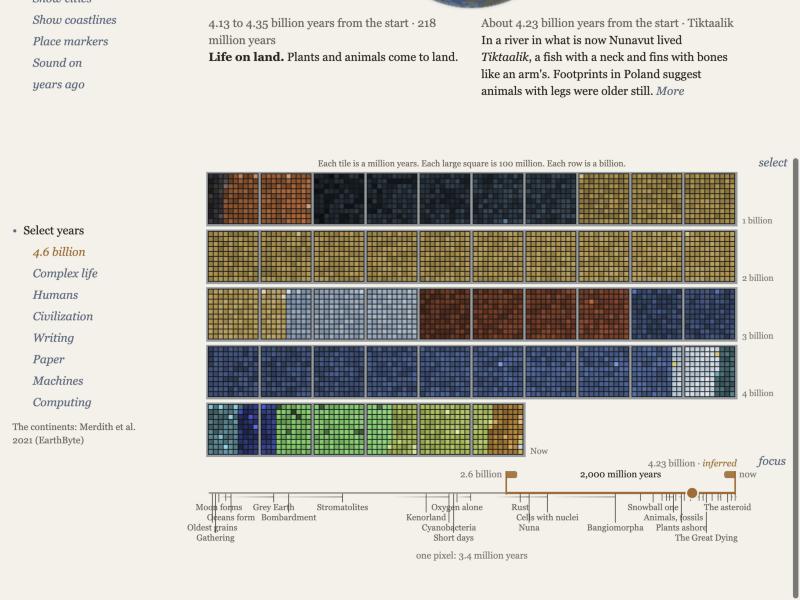 Show cities
Show coastlines
Place markers
Sound on
years ago
4.13 to 4.35 billion years from the start · 218
million years
Life on land. Plants and animals come to land.
About 4.23 billion years from the start · Tiktaalik
In a river in what is now Nunavut lived
Tiktaalik, a fish with a neck and fins with bones
like an arm's. Footprints in Poland suggest
animals with legs were older still. More
Each tile is a million years. Each large square is 100 million. Each row is a billion.
select
• Select years
4.6 billion
Complex life
Humans
Civilization
Writing
Paper
Machines
Computing
The continents: Merdith et al.
2021 (EarthByte)
1 billion
2 billion
3 billion
4 billion
Now
4.23 billion · inferred
focus
2.6 billion
2,000 million years
now
Moon forms
Grey Earth
Stromatolites
Oxygen alone
Rust
Snowball one
The asteroid
Oceans form
Bombardment
Kenorland
Cells with nuclei
Animals, fossils
Oldest grains
Cyanobacteria
Nuna
Bangiomorpha
Plants ashore
Gathering
Short days
The Great Dying
one pixel: 3.4 million years